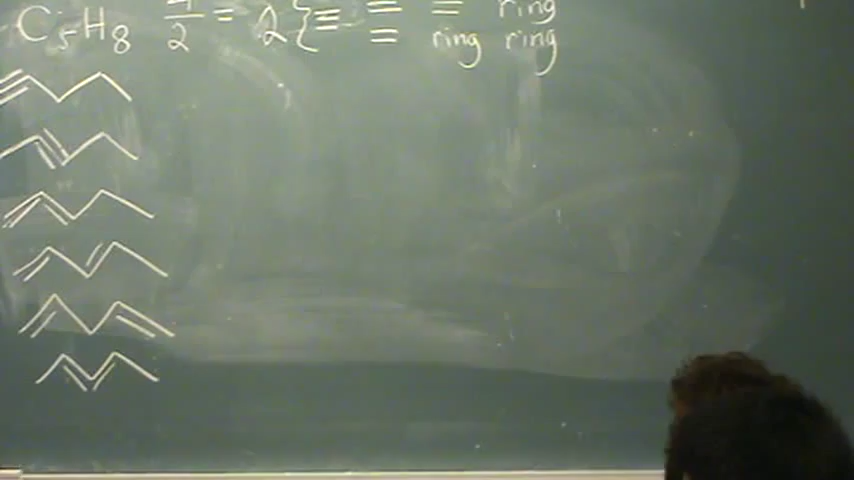 C₅H₈ 4/2 = 2 { ≡ = = ring
= ring ring